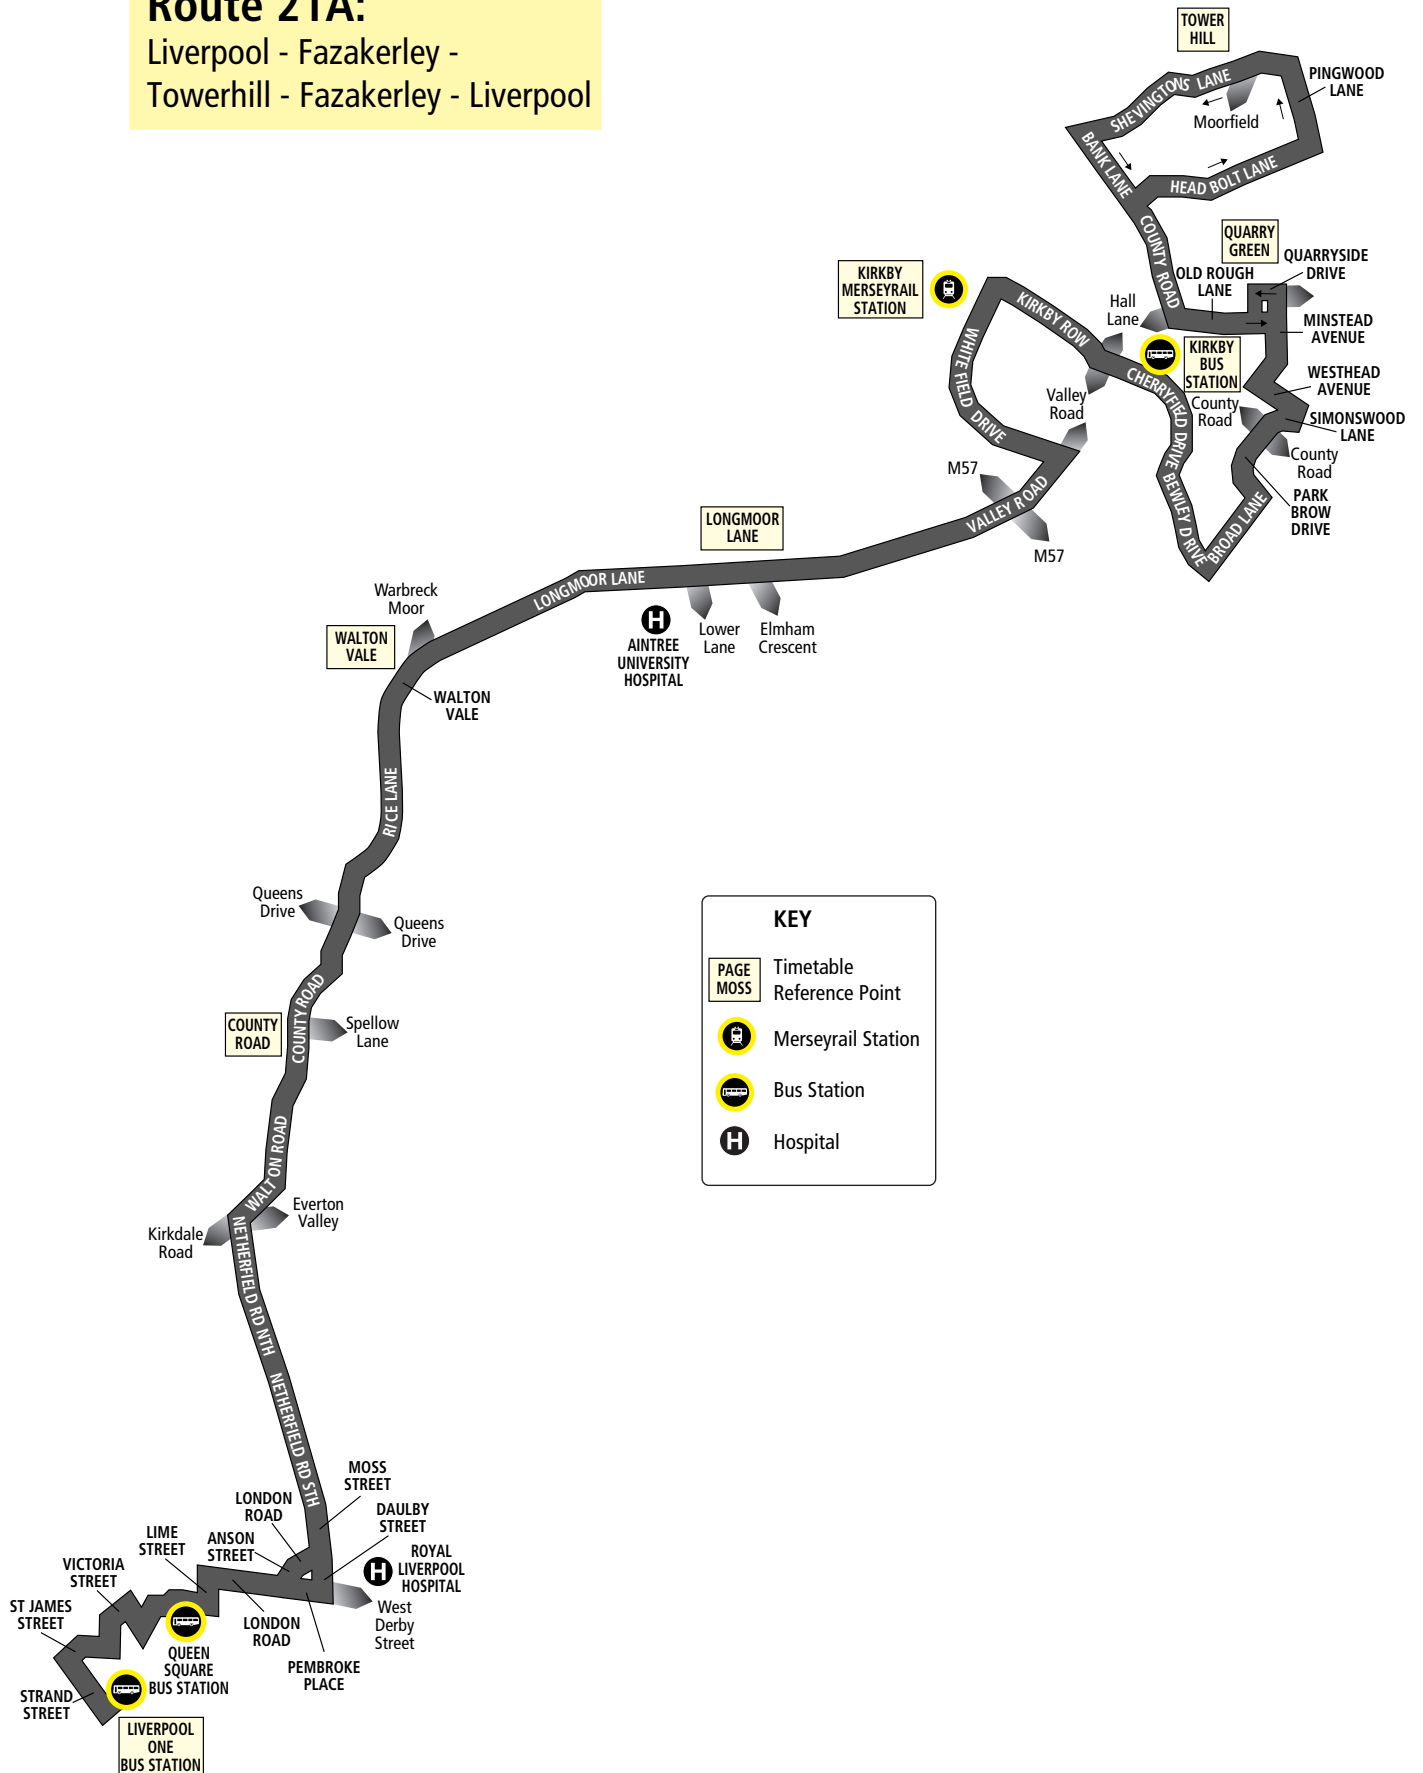 Route 21A:
Liverpool - Fazakerley -
Towerhill - Fazakerley - Liverpool
TOWER
HILL
PINGWOOD
LANE
SHEVINGTONS LANE
Moorfield
BANK LANE
HEAD BOLT LANE
COUNTY ROAD
QUARRY
GREEN
QUARRYSIDE
DRIVE
OLD ROUGH
LANE
MINSTEAD
AVENUE
KIRKBY
MERSEYRAIL
STATION
KIRKBY ROW
Hall
Lane
KIRKBY
BUS
STATION
WESTHEAD
AVENUE
WHITE FIELD DRIVE
CHERRYFIELD DRIVE
Valley
Road
County
Road
SIMONSWOOD
LANE
County
Road
M57
VALLEY ROAD
BEWLEY DRIVE
BROAD LANE
PARK
BROW
DRIVE
M57
LONGMOOR
LANE
LONGMOOR LANE
Warbreck
Moor
WALTON
VALE
AINTREE
UNIVERSITY
HOSPITAL
Lower
Lane
Elmham
Crescent
WALTON
VALE
RICE LANE
Queens
Drive
Queens
Drive
COUNTY ROAD
COUNTY
ROAD
Spellow
Lane
KEY
PAGE
MOSS
Timetable
Reference Point
Merseyrail Station
Bus Station
H Hospital
WALTON ROAD
Everton
Valley
Kirkdale
Road
NETHERFIELD RD NTH
NETHERFIELD RD STH
MOSS
STREET
LONDON
ROAD
DAULBY
STREET
LIME
STREET
ANSON
STREET
H
ROYAL
LIVERPOOL
HOSPITAL
VICTORIA
STREET
ST JAMES
STREET
West
Derby
Street
LONDON
ROAD
PEMBROKE
PLACE
QUEEN
SQUARE
BUS STATION
STRAND
STREET
LIVERPOOL
ONE
BUS STATION